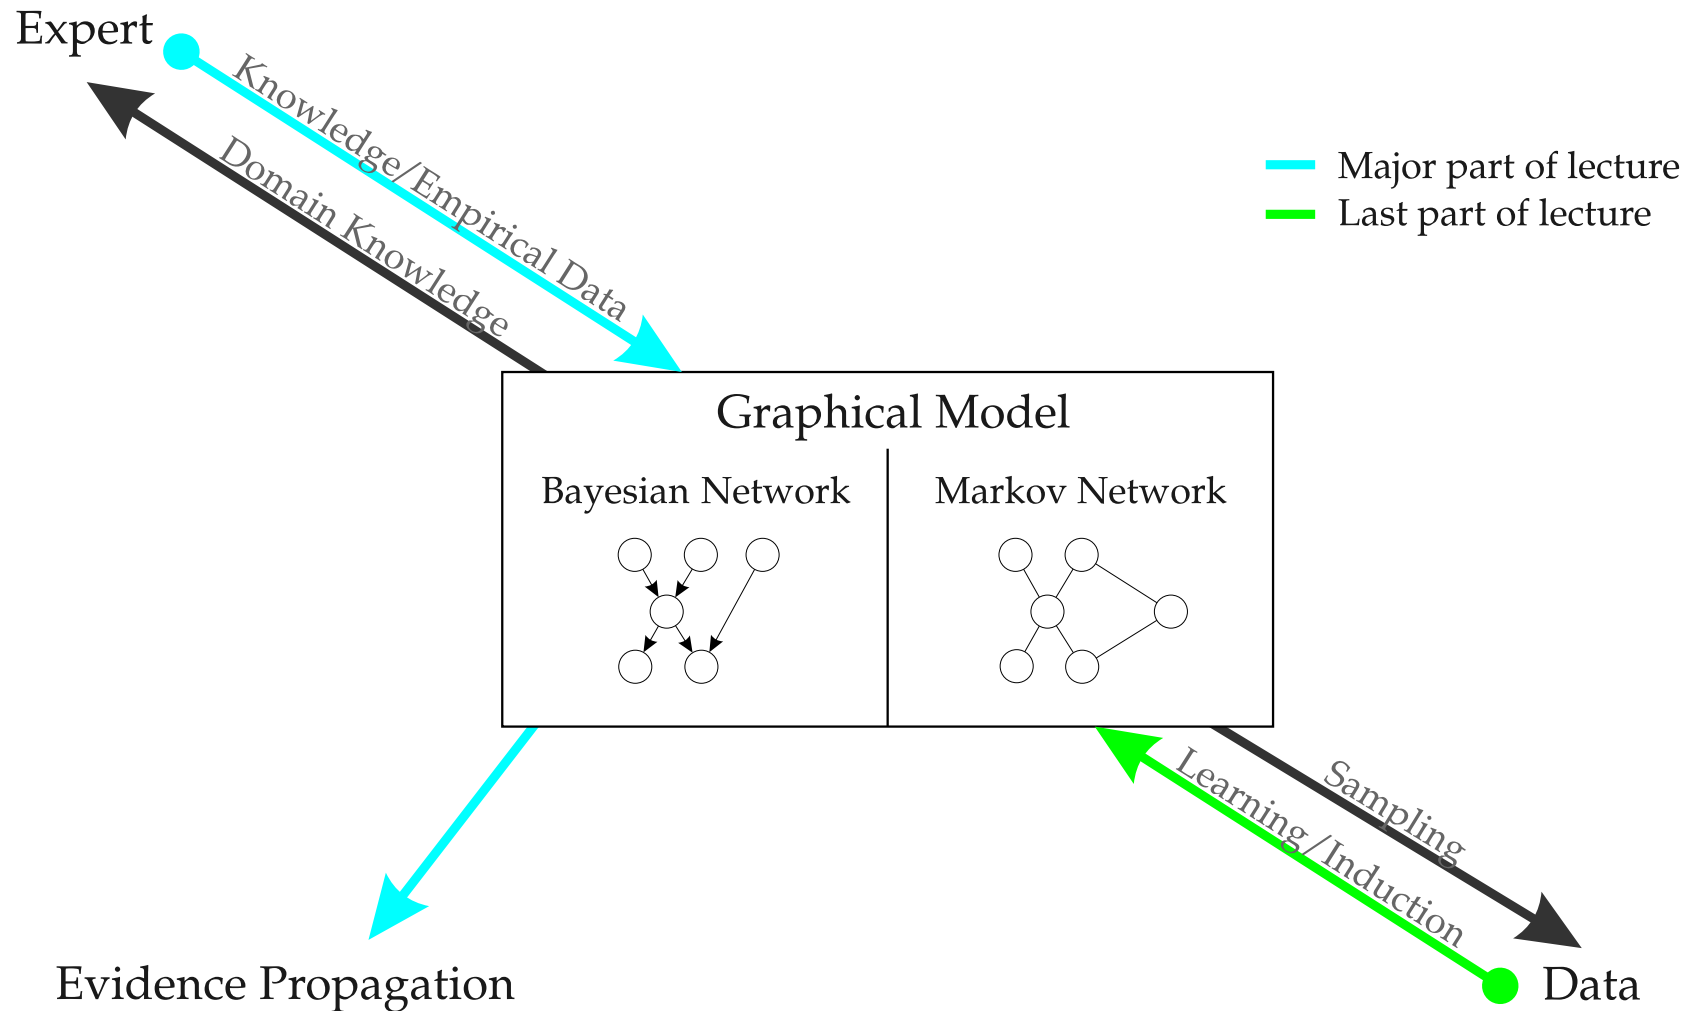 Expert
Knowledge/Empirical Data
Domain Knowledge
Major part of lecture
Last part of lecture
Graphical Model
Bayesian Network
Markov Network
Learning/Induction
Sampling
Evidence Propagation
Data